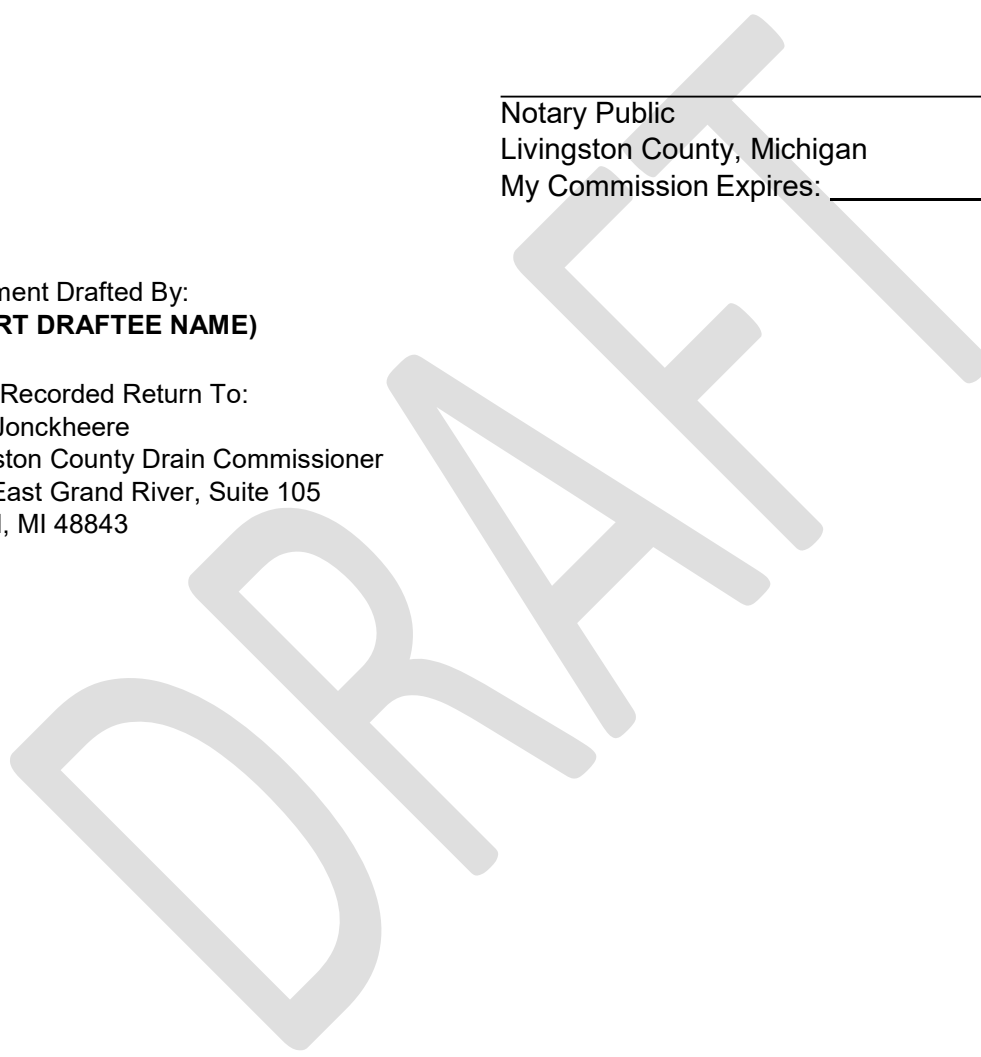 Notary Public
Livingston County, Michigan
My Commission Expires:
ment Drafted By:
RT DRAFTEE NAME)
Recorded Return To:
Jonckheere
ston County Drain Commissioner
East Grand River, Suite 105
, MI 48843
DRAFT